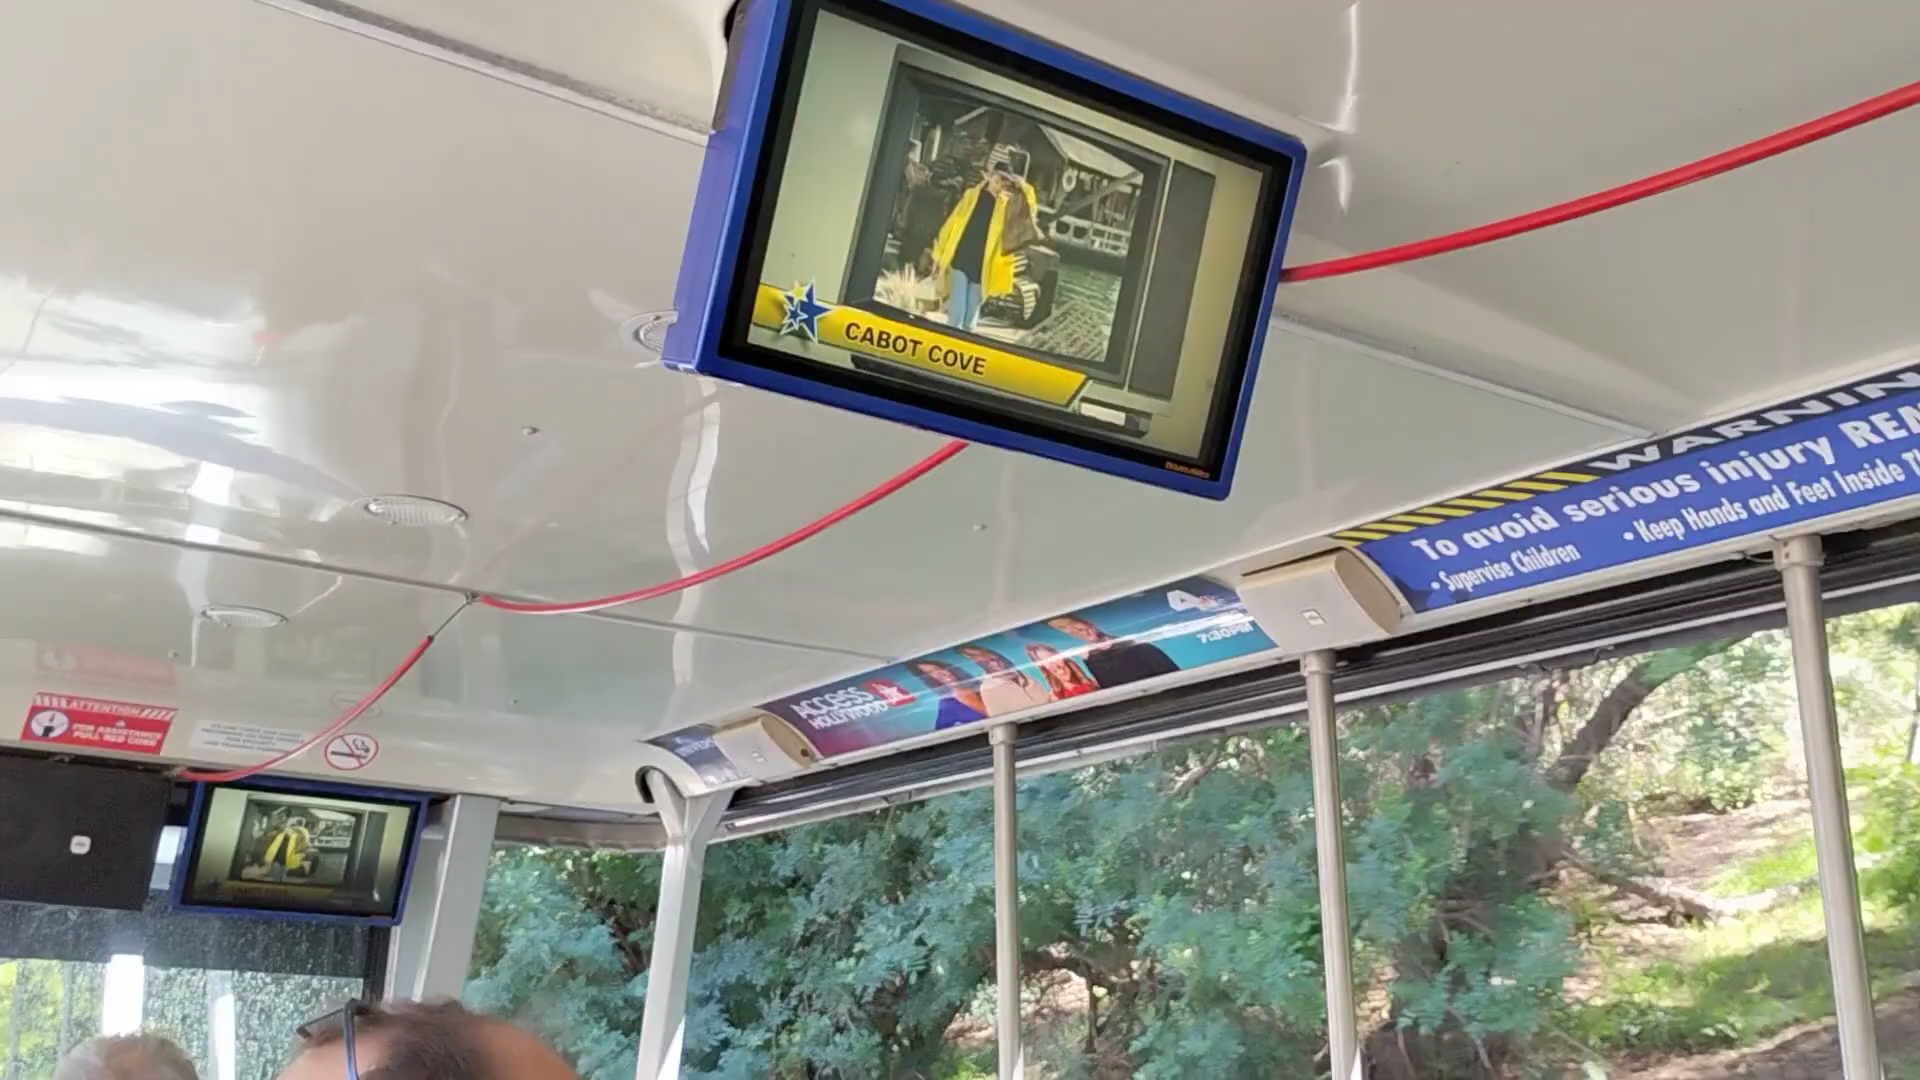 CABOT COVE
WARNIN
To avoid serious injury REA
• Supervise Children
• Keep Hands and Feet Inside Th
ACCESS
HOLLYWOOD
4
7:30PM
ATTENTION
FOR ASSISTANCE
PULL RED CORD